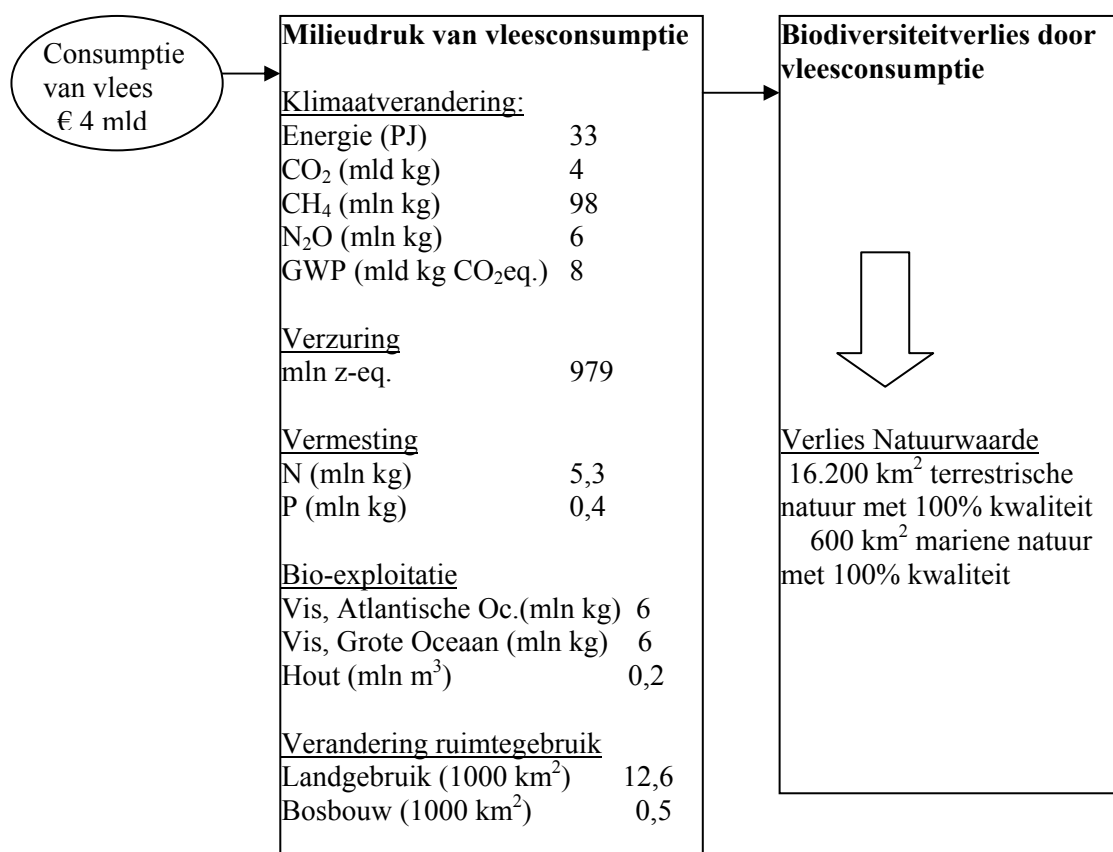 Consumptie
van vlees
€ 4 mld
Milieudruk van vleesconsumptie
Klimaatverandering:
Energie (PJ) 33
CO₂ (mld kg) 4
CH₄ (mln kg) 98
N₂O (mln kg) 6
GWP (mld kg CO₂eq.) 8
Verzuring
mln z-eq. 979
Vermesting
N (mln kg) 5,3
P (mln kg) 0,4
Bio-exploitatie
Vis, Atlantische Oc.(mln kg) 6
Vis, Grote Oceaan (mln kg) 6
Hout (mln m³) 0,2
Verandering ruimtegebruik
Landgebruik (1000 km²) 12,6
Bosbouw (1000 km²) 0,5
Biodiversiteitverlies door
vleesconsumptie
Verlies Natuurwaarde
16.200 km² terrestrische
natuur met 100% kwaliteit
600 km² mariene natuur
met 100% kwaliteit